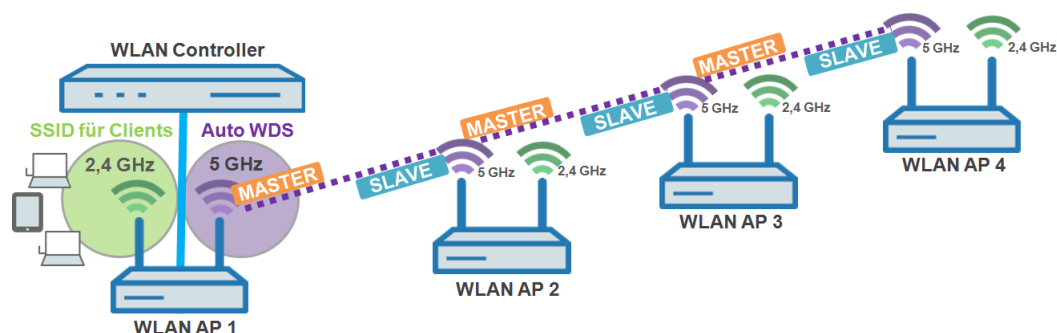 WLAN Controller
SSID für Clients
Auto WDS
2,4 GHz
5 GHz
MASTER
SLAVE
5 GHz
2,4 GHz
MASTER
SLAVE
5 GHz
2,4 GHz
MASTER
SLAVE
5 GHz
2,4 GHz
WLAN AP 1
WLAN AP 2
WLAN AP 3
WLAN AP 4